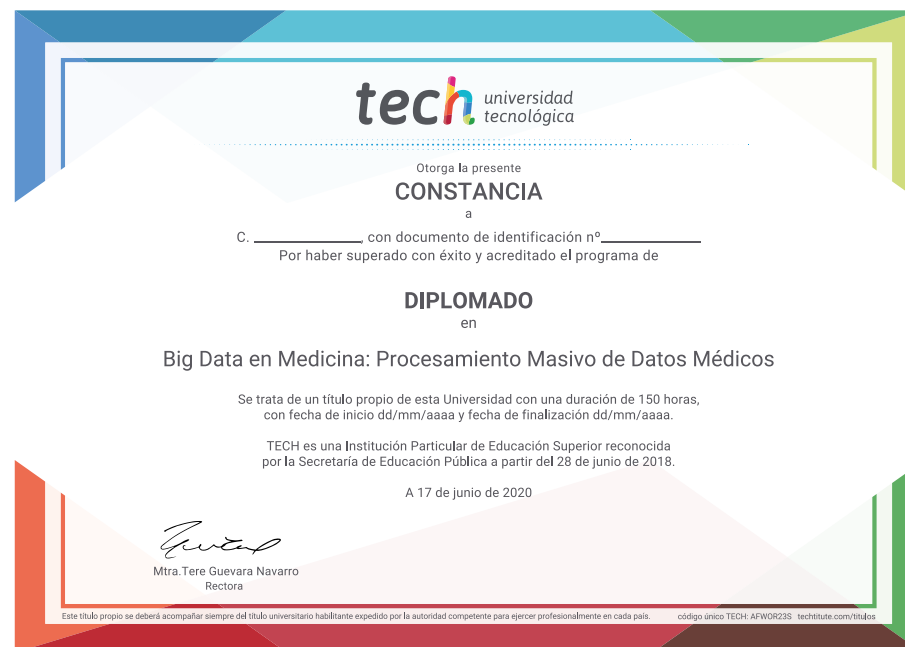 tech universidad
tecnológica
Otorga la presente
CONSTANCIA
a
C. ______________, con documento de identificación nº______________
Por haber superado con éxito y acreditado el programa de
DIPLOMADO
en
Big Data en Medicina: Procesamiento Masivo de Datos Médicos
Se trata de un título propio de esta Universidad con una duración de 150 horas,
con fecha de inicio dd/mm/aaaa y fecha de finalización dd/mm/aaaa.
TECH es una Institución Particular de Educación Superior reconocida
por la Secretaría de Educación Pública a partir del 28 de junio de 2018.
A 17 de junio de 2020
Mtra.Tere Guevara Navarro
Rectora
Este título propio se deberá acompañar siempre del título universitario habilitante expedido por la autoridad competente para ejercer profesionalmente en cada país. código único TECH: AFWOR23S techtitute.com/titulos